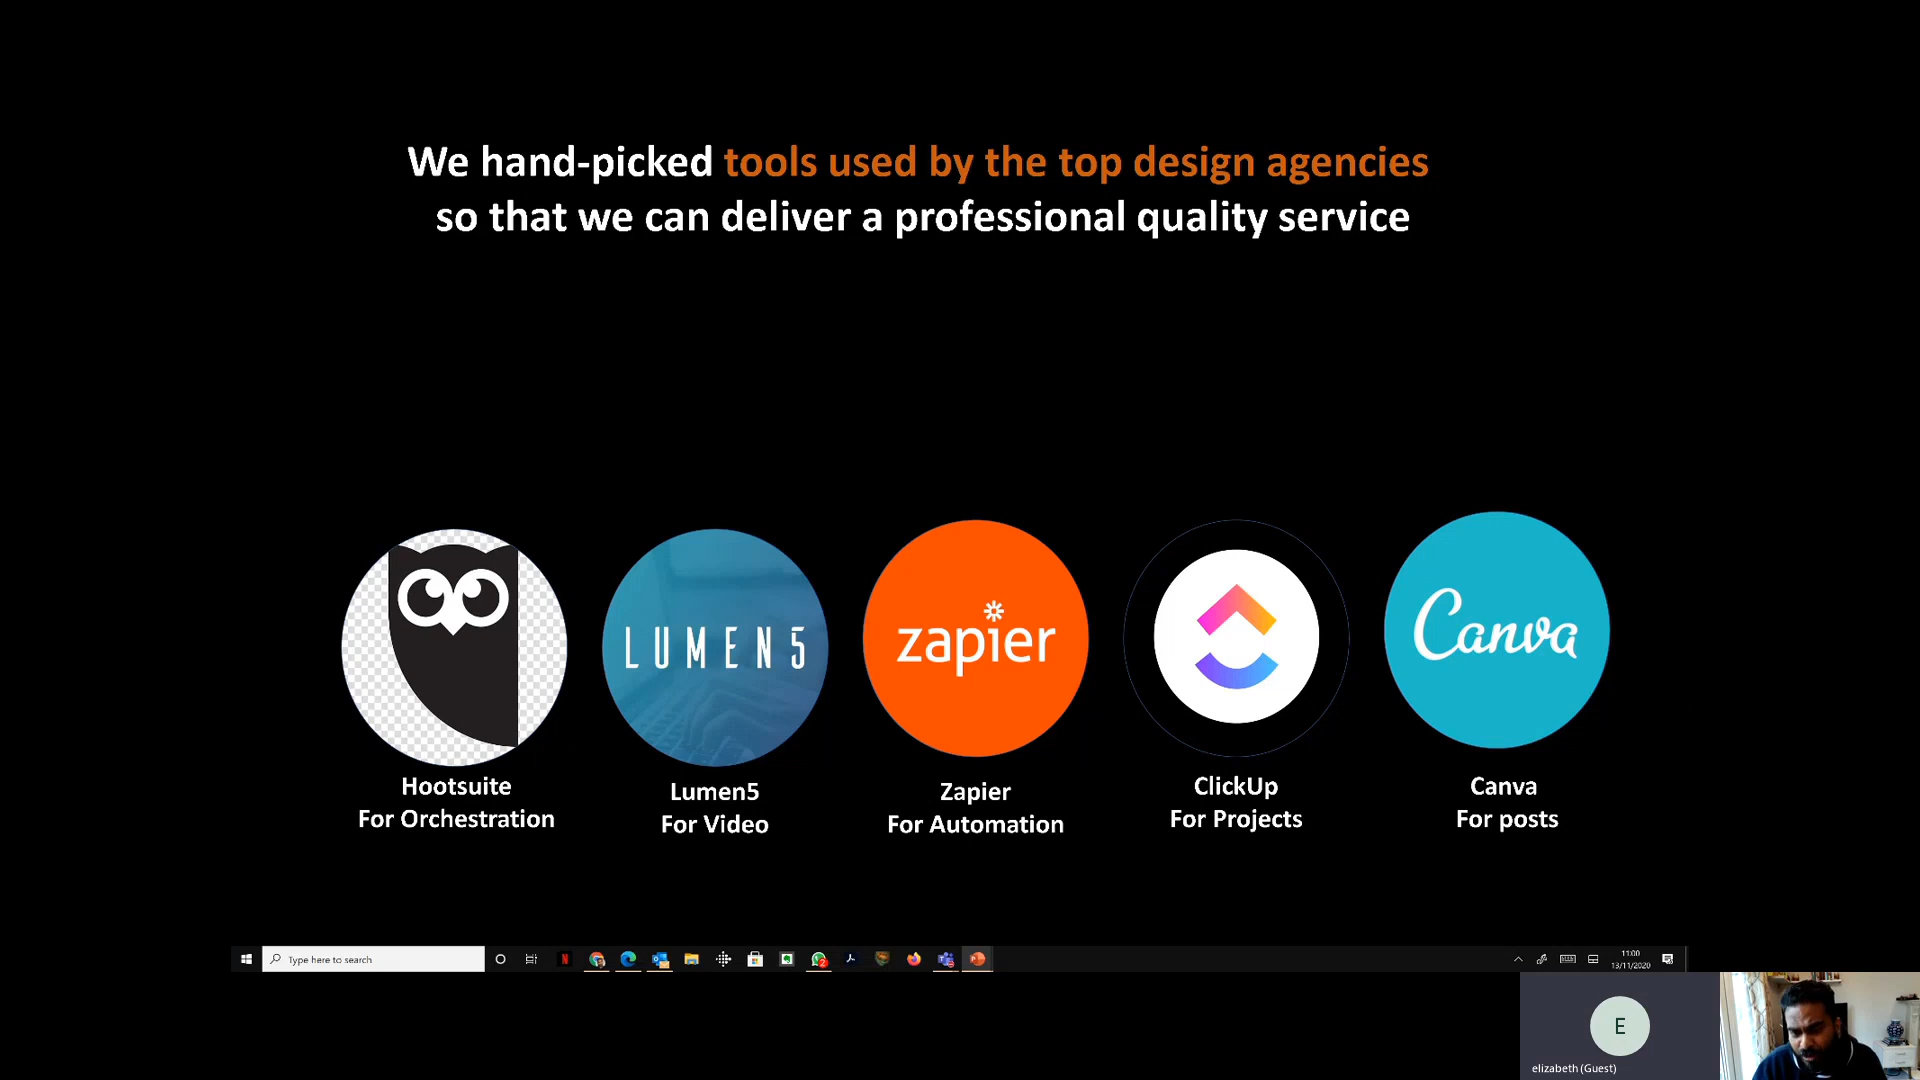 We hand-picked tools used by the top design agencies
so that we can deliver a professional quality service
LUMEN5
zapier
Canva
Hootsuite
For Orchestration
Lumen5
For Video
Zapier
For Automation
ClickUp
For Projects
Canva
For posts
Type here to search
N
2
11:00
13/11/2020
E
elizabeth (Guest)